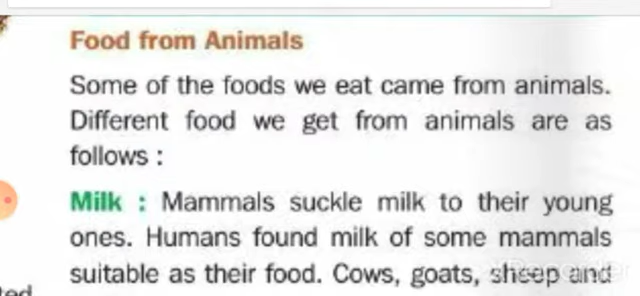 Food from Animals
Some of the foods we eat came from animals.
Different food we get from animals are as
follows :
Milk : Mammals suckle milk to their young
ones. Humans found milk of some mammals
suitable as their food. Cows, goats, sheep and